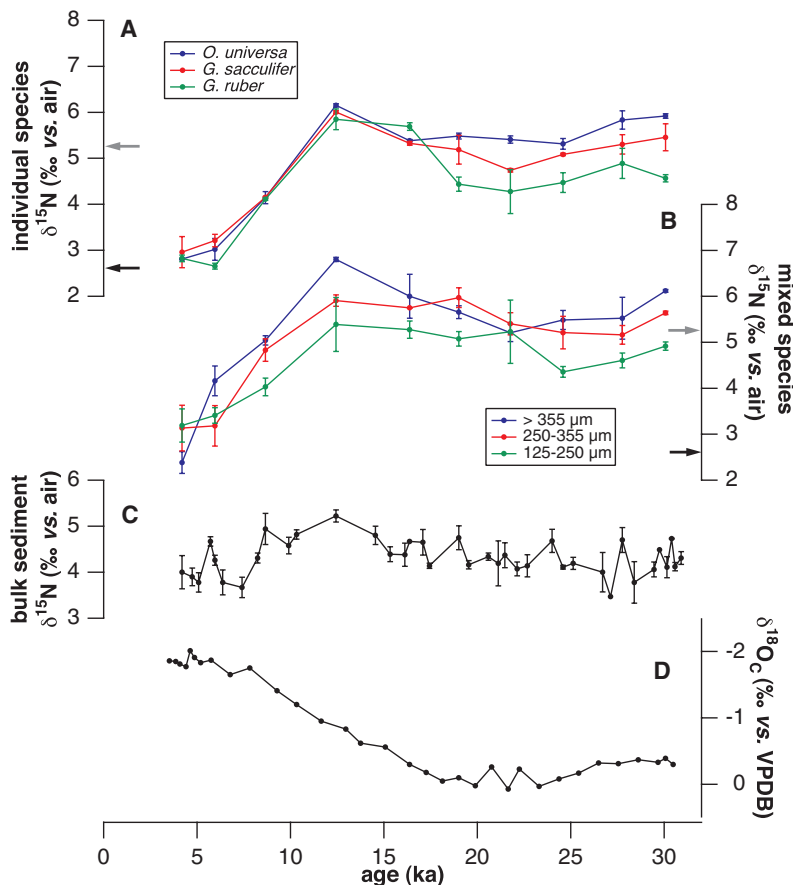 A
O. universa
G. sacculifer
G. ruber
8
7
6
5
4
3
2
individual species
δ¹⁵N (‰ vs. air)
B
8
7
6
5
4
3
2
mixed species
δ¹⁵N (‰ vs. air)
> 355 µm
250-355 µm
125-250 µm
C
6
5
4
3
bulk sediment
δ¹⁵N (‰ vs. air)
D
-2
-1
0
δ¹⁸O_C (‰ vs. VPDB)
0
5
10
15
20
25
30
age (ka)